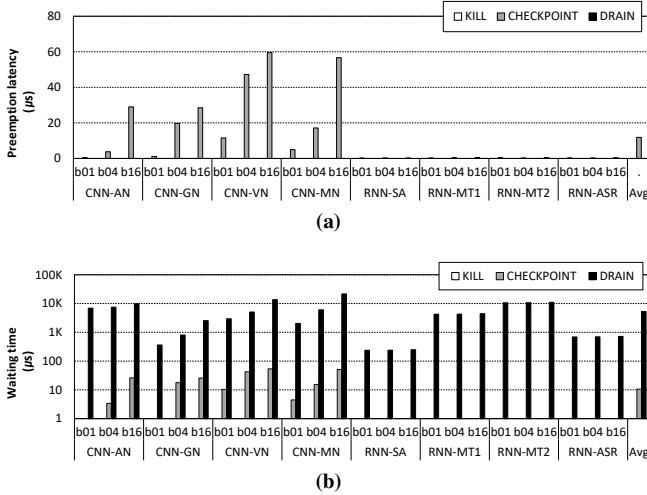 KILL CHECKPOINT DRAIN
Preemption latency
(µs)
80
60
40
20
0
b01 b04 b16 b01 b04 b16 b01 b04 b16 b01 b04 b16 b01 b04 b16 b01 b04 b16 b01 b04 b16 b01 b04 b16 .
CNN-AN CNN-GN CNN-VN CNN-MN RNN-SA RNN-MT1 RNN-MT2 RNN-ASR Avg
(a)
KILL CHECKPOINT DRAIN
Waiting time
(µs)
100K
10K
1K
100
10
1
b01 b04 b16 b01 b04 b16 b01 b04 b16 b01 b04 b16 b01 b04 b16 b01 b04 b16 b01 b04 b16 b01 b04 b16 .
CNN-AN CNN-GN CNN-VN CNN-MN RNN-SA RNN-MT1 RNN-MT2 RNN-ASR Avg
(b)